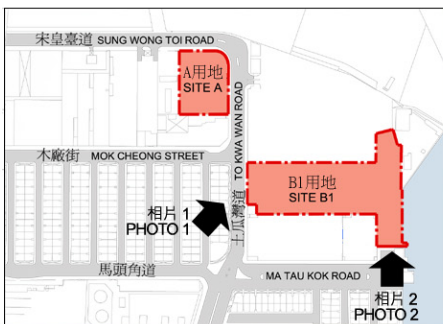 宋皇臺道 SUNG WONG TOI ROAD
A用地
SITE A
土瓜灣道 TO KWA WAN ROAD
木廠街 MOK CHEONG STREET
B1用地
SITE B1
相片 1
PHOTO 1
馬頭角道 MA TAU KOK ROAD
相片 2
PHOTO 2